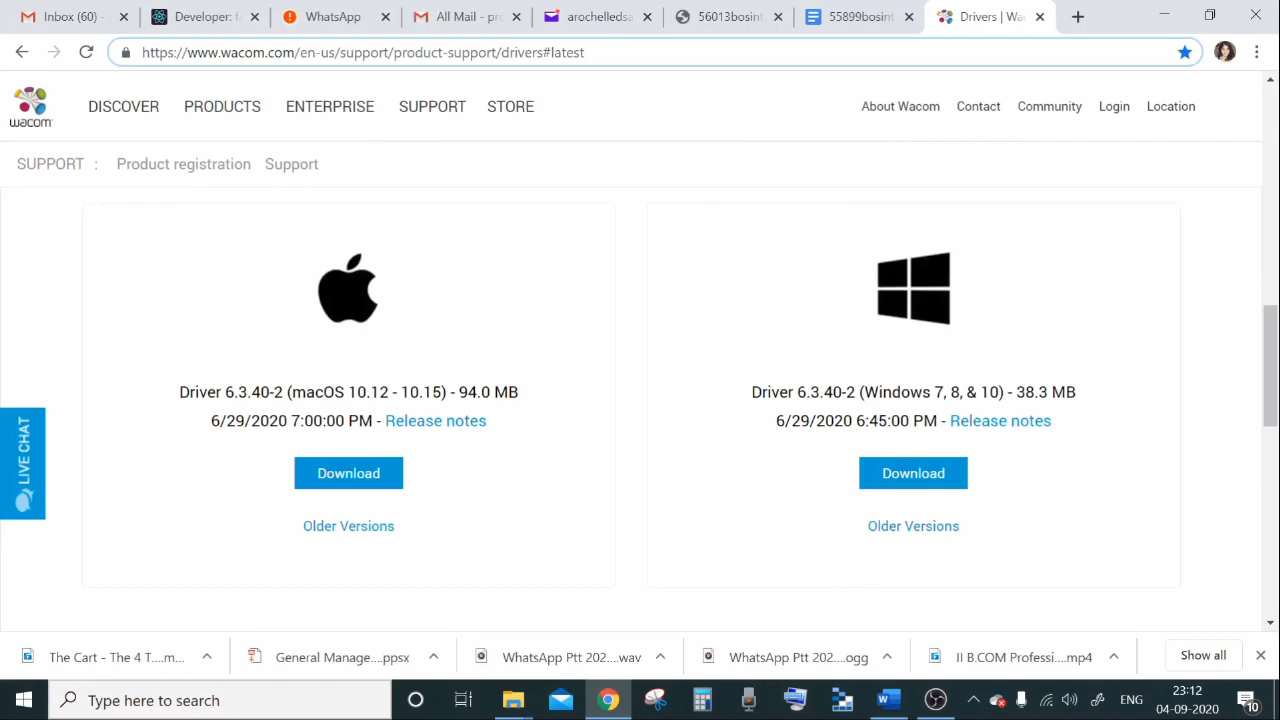 Inbox (60) -
Developer: f
WhatsApp
All Mail - pr
arochelledsa
56013bosint
55898bosint
Drivers | Wa
https://www.wacom.com/en-us/support/product-support/drivers#latest
wacom
DISCOVER PRODUCTS ENTERPRISE SUPPORT STORE
About Wacom Contact Community Login Location
SUPPORT : Product registration Support
Driver 6.3.40-2 (macOS 10.12 - 10.15) - 94.0 MB
6/29/2020 7:00:00 PM - Release notes
Download
Older Versions
Driver 6.3.40-2 (Windows 7, 8, & 10) - 38.3 MB
6/29/2020 6:45:00 PM - Release notes
Download
Older Versions
LIVE CHAT
The Cart - The 4 T....m...
General Manage....ppsx
WhatsApp Ptt 202....wav
WhatsApp Ptt 202....ogg
II B.COM Professi....mp4
Show all
Type here to search
ENG
23:12
04-09-2020
10